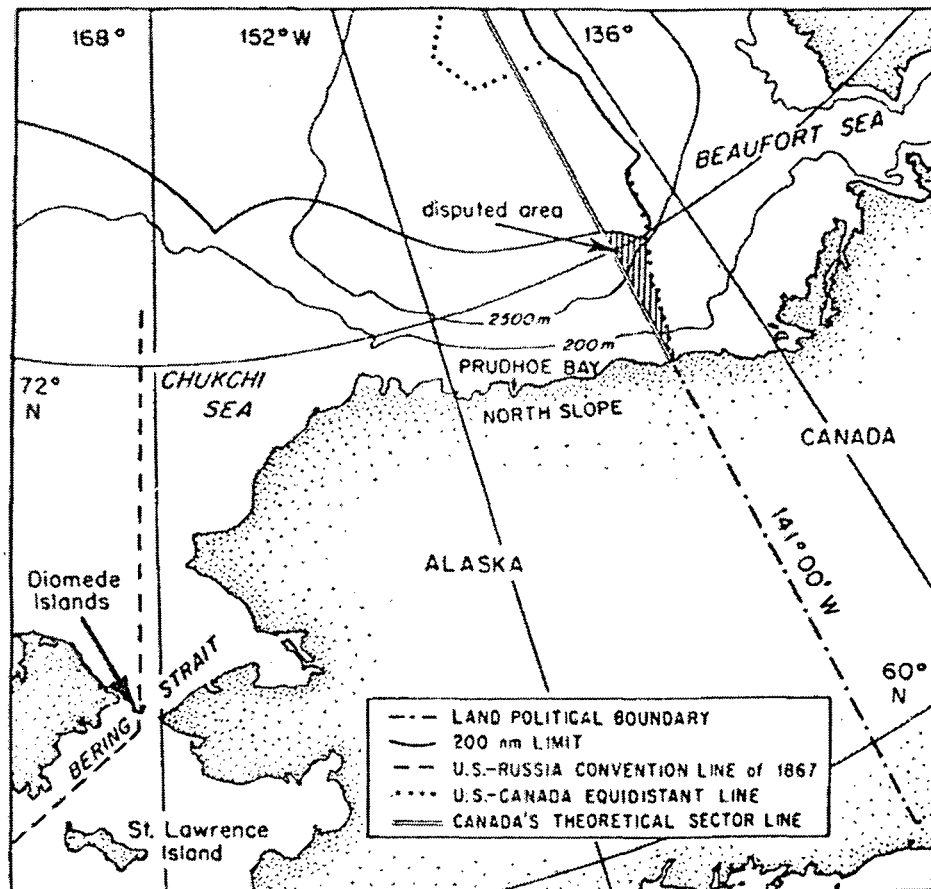 168°
152° W
136°
BEAUFORT SEA
disputed area
2500m
200m
PRUDHOE BAY
72°
N
CHUKCHI
SEA
NORTH SLOPE
CANADA
141°00' W
ALASKA
Diomede
Islands
BERING STRAIT
60°
N
St. Lawrence
Island
LAND POLITICAL BOUNDARY
200 nm LIMIT
U.S.-RUSSIA CONVENTION LINE of 1867
U.S.-CANADA EQUIDISTANT LINE
CANADA'S THEORETICAL SECTOR LINE